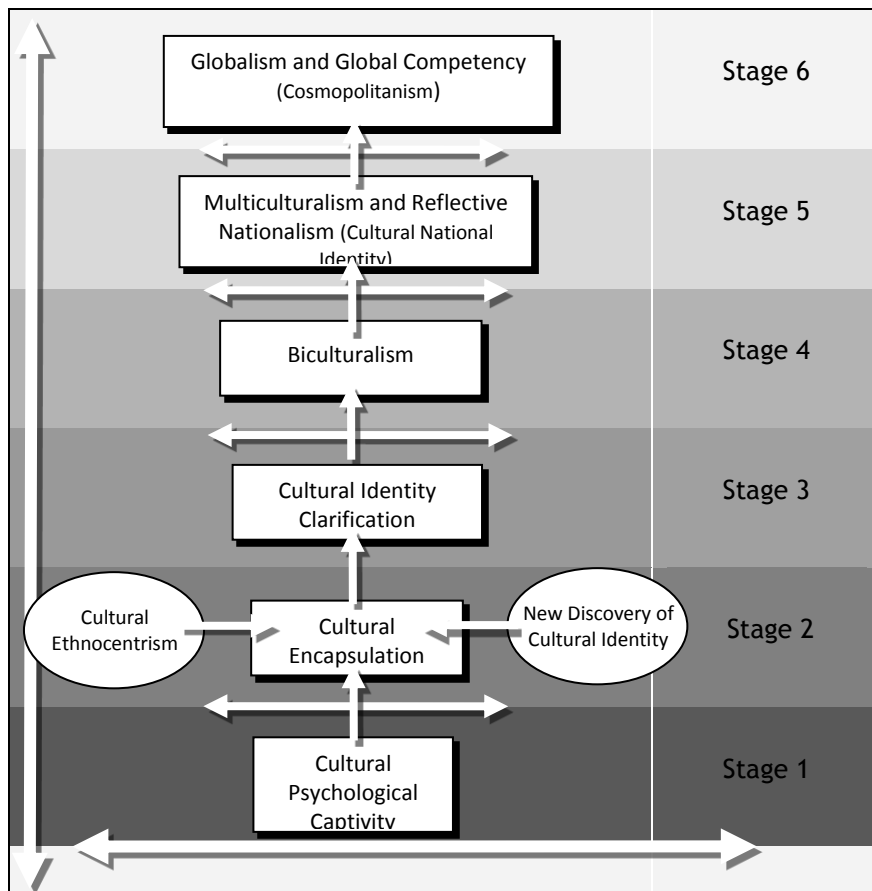 Globalism and Global Competency
(Cosmopolitanism)
Stage 6
Multiculturalism and Reflective
Nationalism (Cultural National
Identity)
Stage 5
Biculturalism
Stage 4
Cultural Identity
Clarification
Stage 3
Cultural
Ethnocentrism
Cultural
Encapsulation
New Discovery of
Cultural Identity
Stage 2
Cultural
Psychological
Captivity
Stage 1